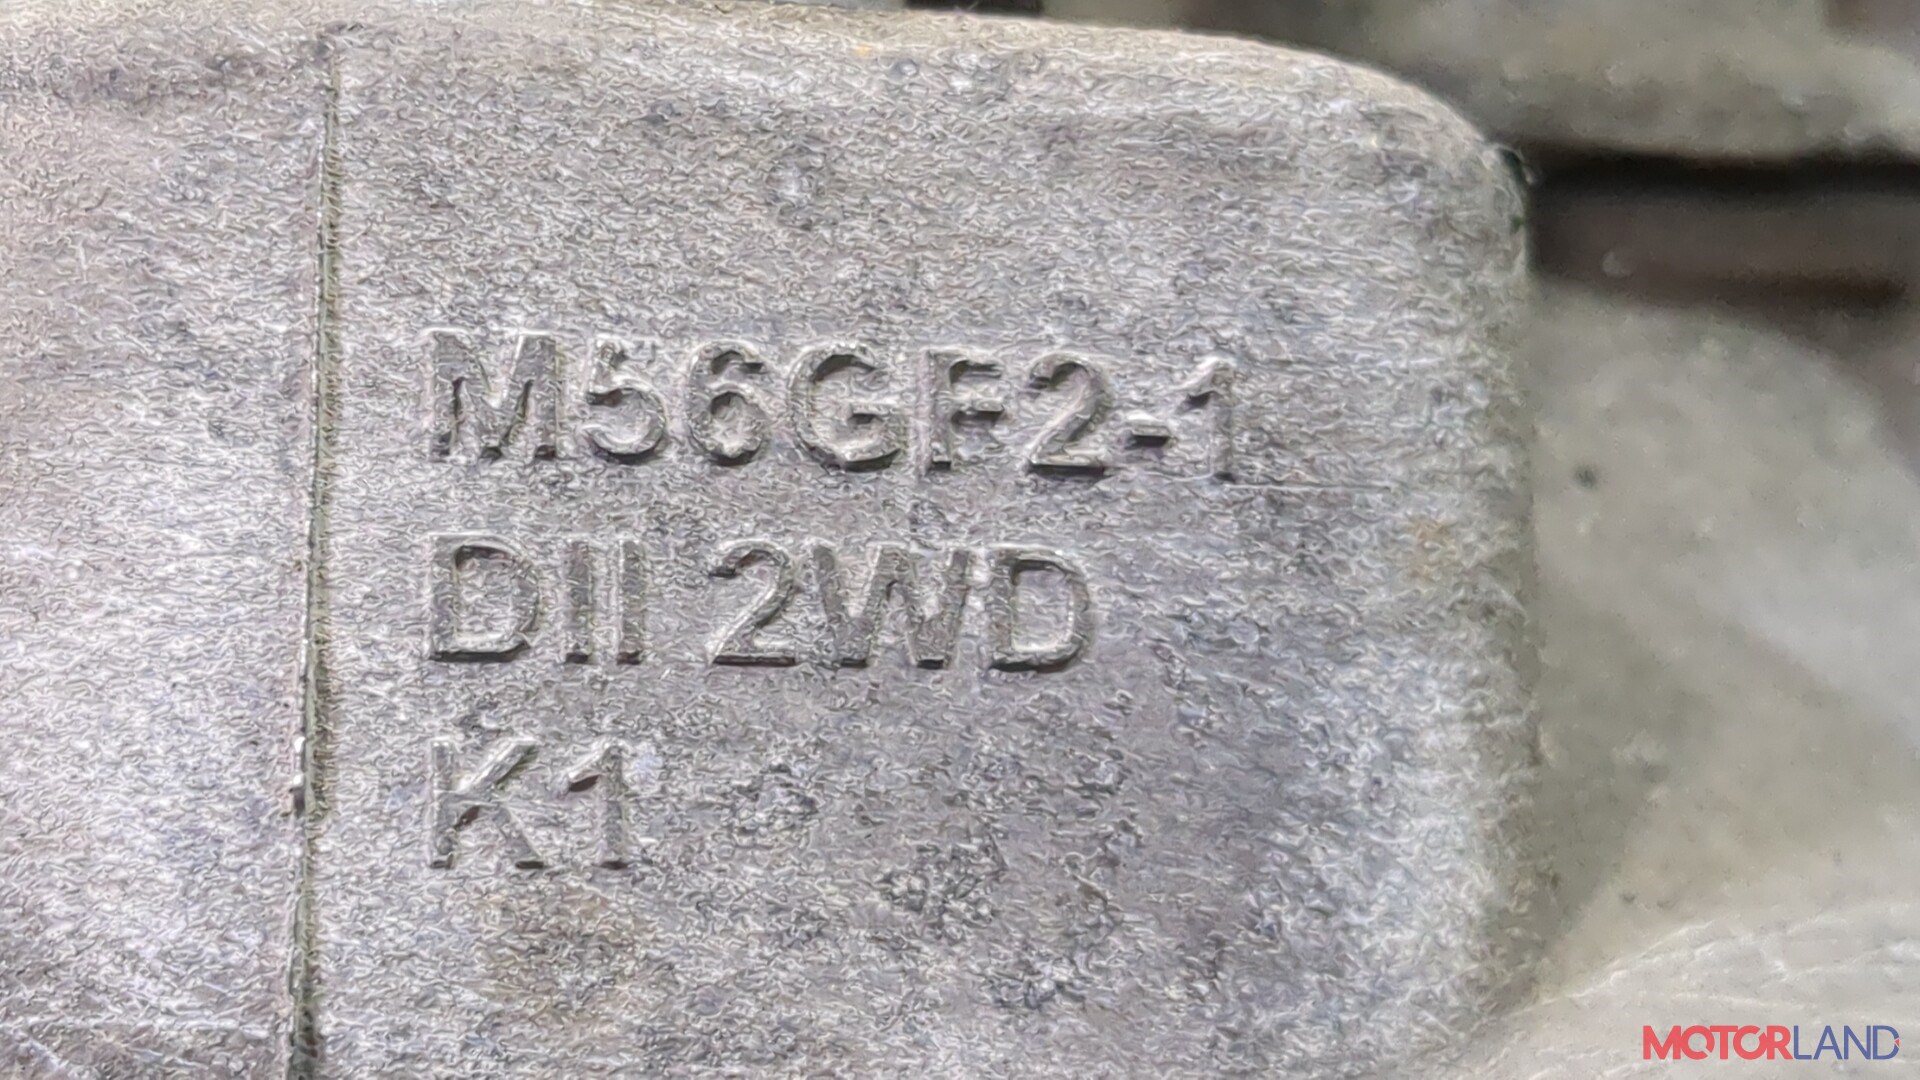 M56GF2-1
DII 2WD
K1
MOTORLAND